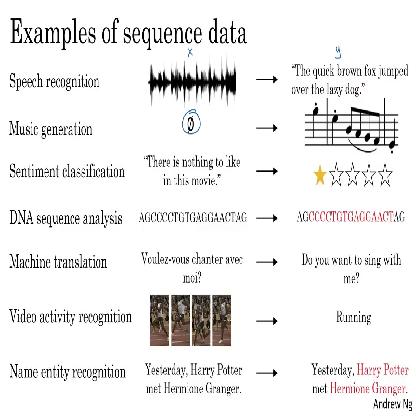 Examples of sequence data
x
y
Speech recognition
"The quick brown fox jumped
over the lazy dog."
Music generation
∅
Sentiment classification
"There is nothing to like
in this movie."
DNA sequence analysis
AGCCCCTGTGAGGAACTAG
AGCCCCTGTGAGGAACTAG
Machine translation
Voulez-vous chanter avec
moi?
Do you want to sing with
me?
Video activity recognition
Running
Name entity recognition
Yesterday, Harry Potter
met Hermione Granger.
Yesterday, Harry Potter
met Hermione Granger.
Andrew Ng